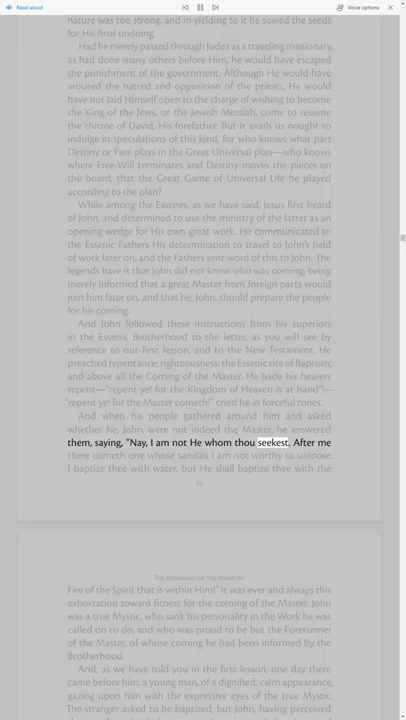 Read aloud
Voice options
nature was too strong, and in yielding to it he sowed the seeds
for His final undoing.
Had he merely passed through Judea as a traveling missionary,
as had done many others before Him, he would have escaped
the punishment of the government. Although He would have
aroused the hatred and opposition of the priests, He would
have not laid Himself open to the charge of wishing to become
the King of the Jews, or the Jewish Messiah, come to resume
the throne of David, His forefather. But it avails us nought to
indulge in speculations of this kind, for who knows what part
Destiny or Fate plays in the Great Universal plan—who knows
where Free-Will terminates and Destiny moves the pieces on
the board, that the Great Game of Universal Life be played
according to the plan?
While among the Essenes, as we have said, Jesus first heard
of John, and determined to use the ministry of the latter as an
opening wedge for His own great work. He communicated to
the Essenic Fathers His determination to travel to John's field
of work later on, and the Fathers sent word of this to John. The
legends have it that John did not know who was coming, being
merely informed that a great Master from foreign parts would
join him later on, and that he, John, should prepare the people
for his coming.
And John followed these instructions from his superiors
in the Essenic Brotherhood to the letter, as you will see by
reference to our first lesson, and to the New Testament. He
preached repentance; righteousness; the Essenic rite of Baptism;
and above all the Coming of the Master. He bade his hearers
repent—"repent ye! for the Kingdom of Heaven is at hand"!—
"repent ye! for the Master cometh!" cried he in forceful tones.
And when his people gathered around him and asked
whether he, John, were not indeed the Master, he answered
them, saying, "Nay, I am not He whom thou seekest. After me
there cometh one whose sandals I am not worthy to unloose.
I baptize thee with water, but He shall baptize thee with the
The Beginning of the Ministry
Fire of the Spirit that is within Him!" It was ever and always this
exhortation toward fitness for the coming of the Master. John
was a true Mystic, who sank his personality in the Work he was
called on to do, and who was proud to be but the Forerunner
of the Master, of whose coming he had been informed by the
Brotherhood.
And, as we have told you in the first lesson, one day there
came before him, a young man, of a dignified, calm appearance,
gazing upon him with the expressive eyes of the true Mystic.
The stranger asked to be baptized, but John, having perceived